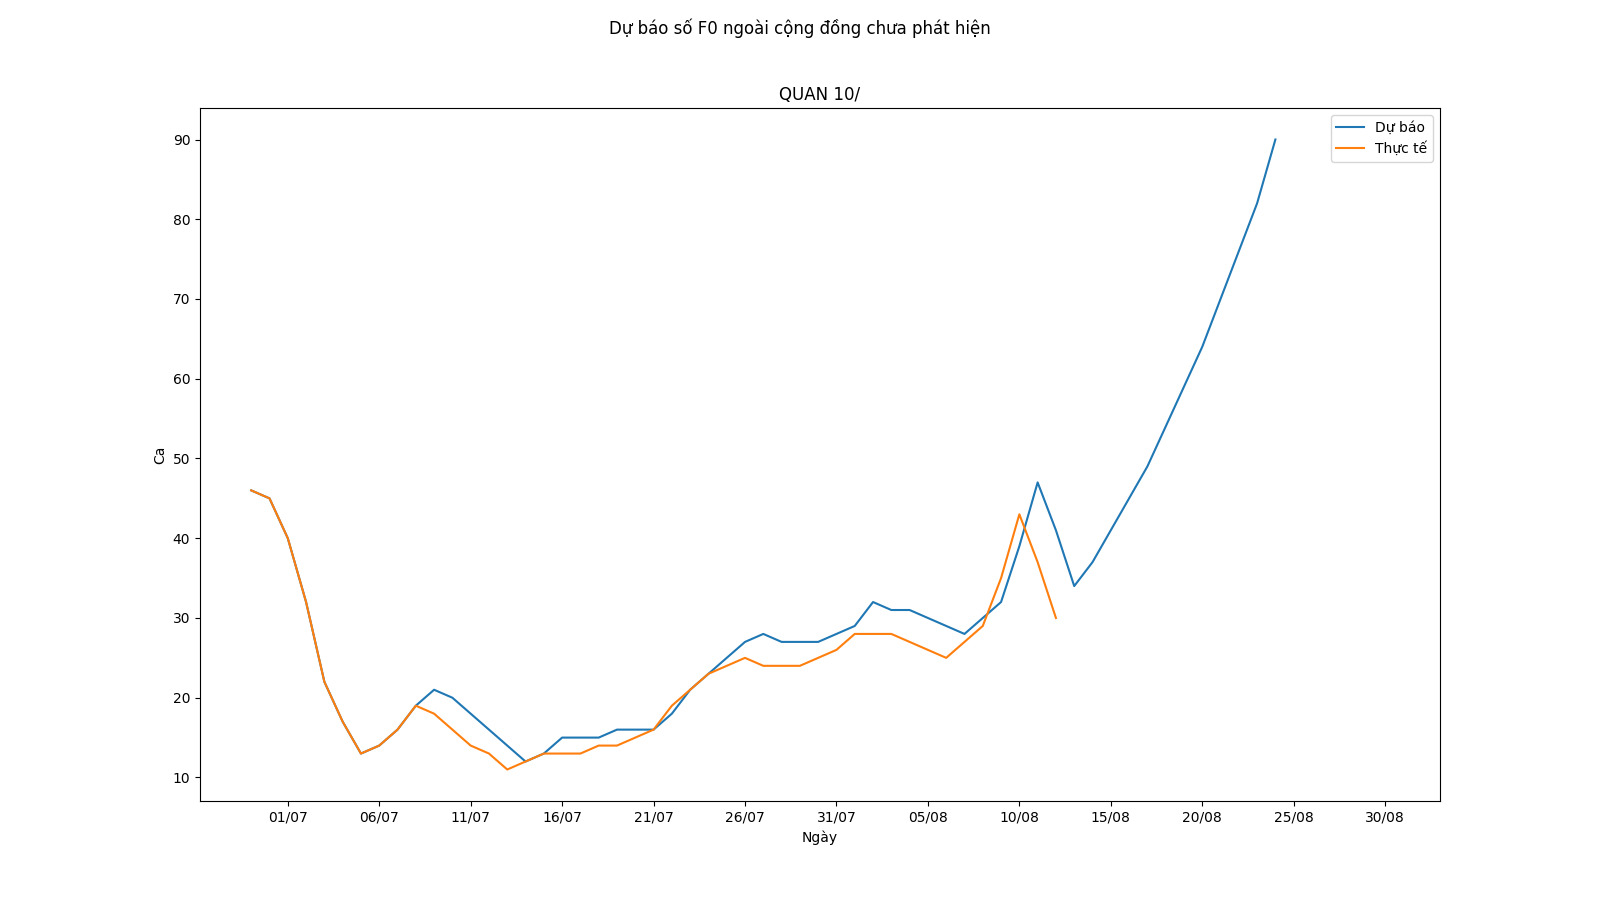 Dự báo số F0 ngoài cộng đồng chưa phát hiện
QUAN 10/
Dự báo
Thực tế
90
80
70
60
50
40
30
20
10
Ca
01/07 06/07 11/07 16/07 21/07 26/07 31/07 05/08 10/08 15/08 20/08 25/08 30/08
Ngày